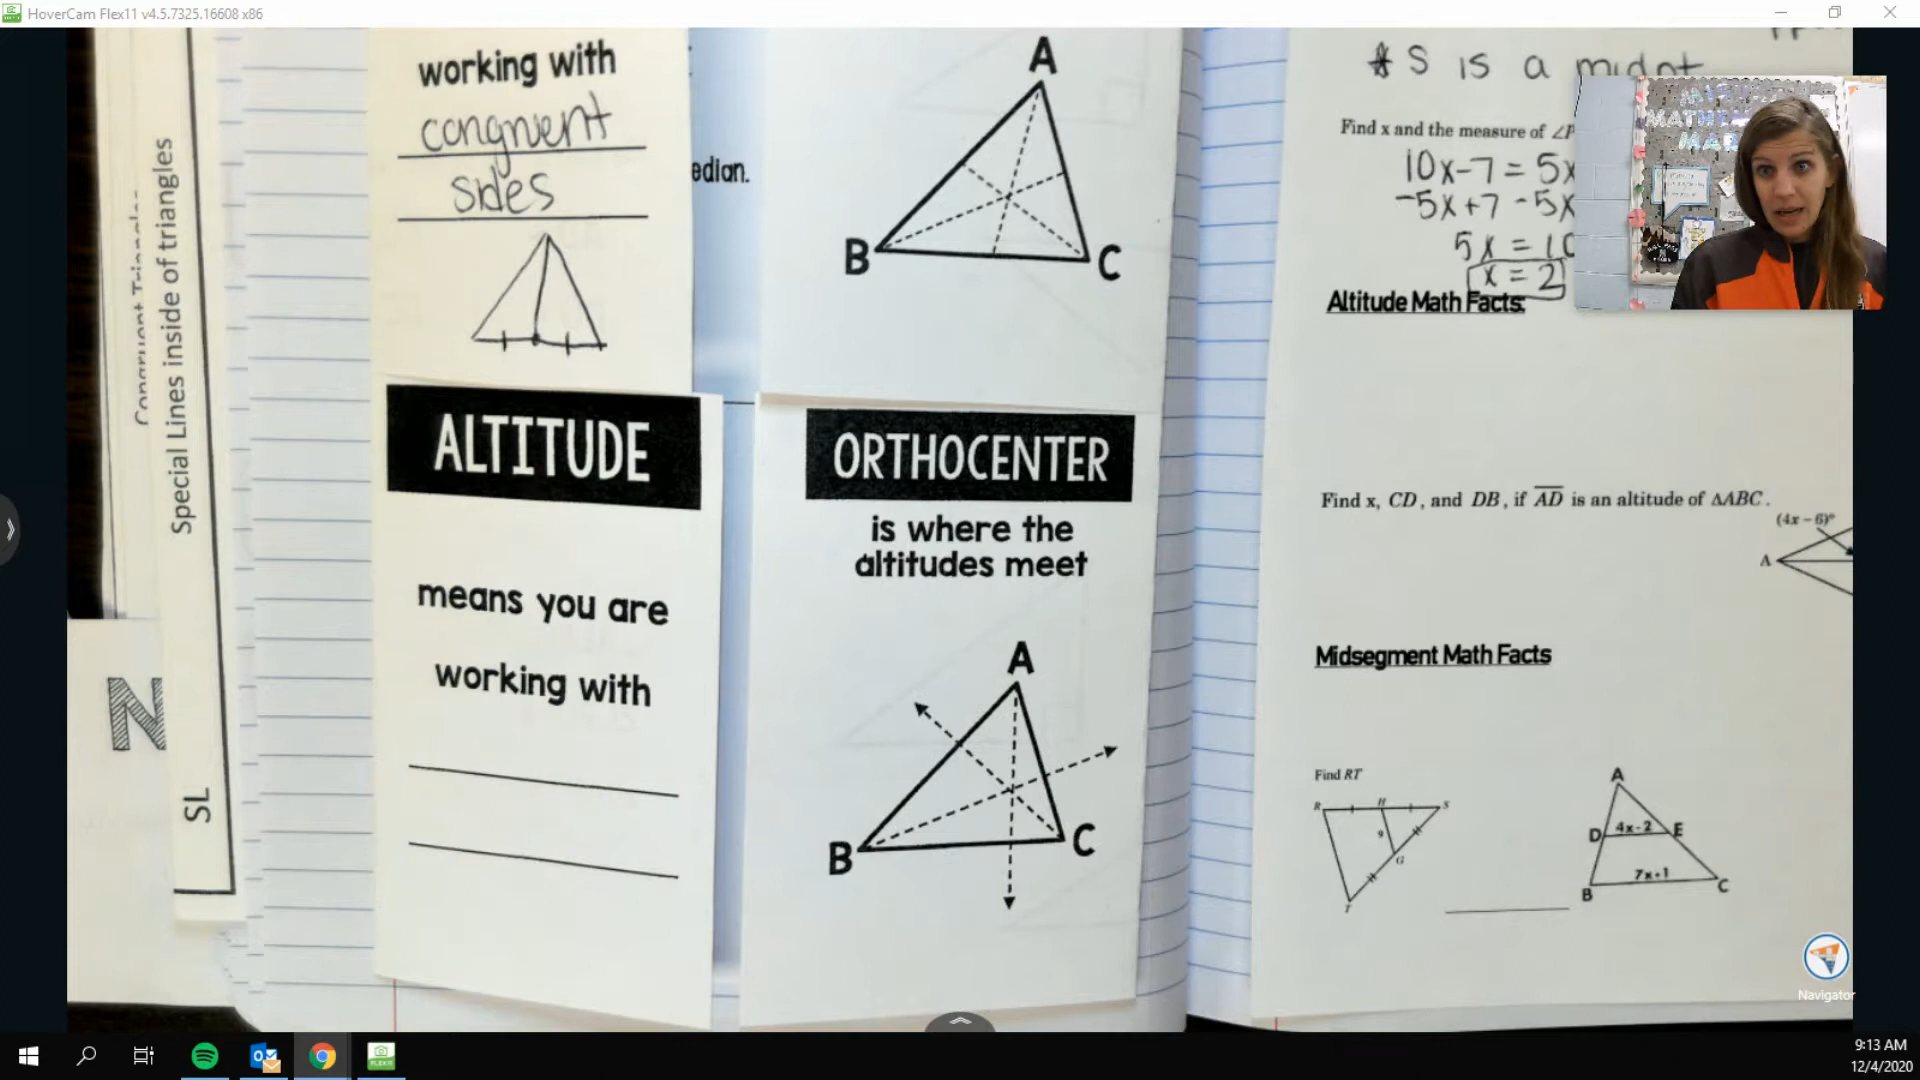 HoverCam Flex11 v4.5.7325.16608 x86
Special Lines inside of triangles
SL
N
working with
congruent
sides
edian.
A
B
C
ALTITUDE
means you are
working with
ORTHOCENTER
is where the
altitudes meet
A
B
C
* S is a midpt
Find x and the measure of ∠P
10x-7 = 5x
-5x+7 -5x
5x = 10
x = 2
Altitude Math Facts:
Find x, CD, and DB, if AD is an altitude of ΔABC.
(4x - 6)°
A
Midsegment Math Facts
Find RT
R H S
9
G
T
A
D 4x-2 E
7x+1
B C
MATHE
Navigator
9:13 AM
12/4/2020